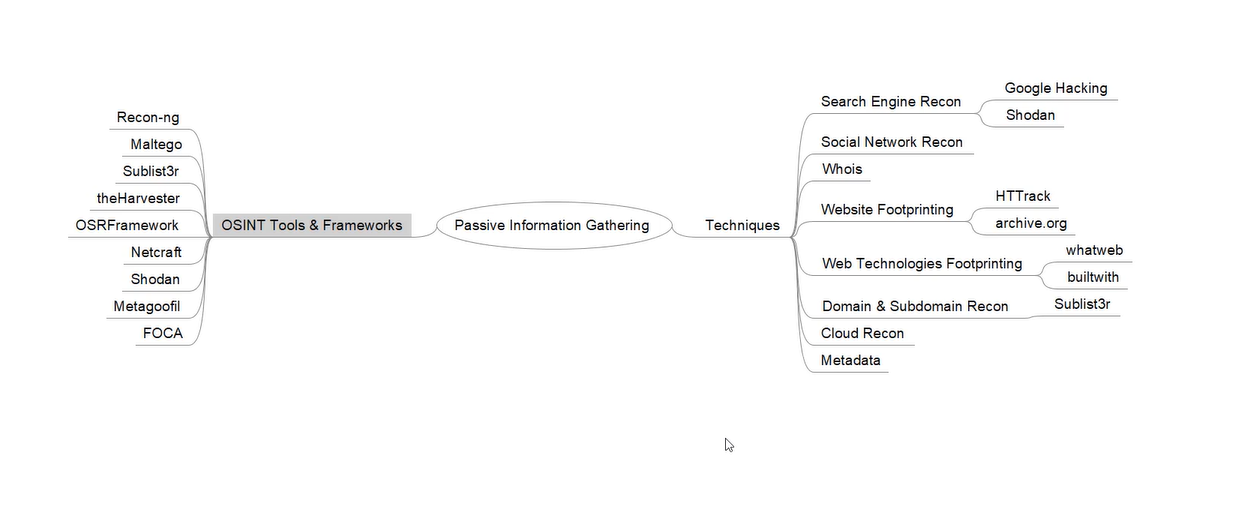 Passive Information Gathering
OSINT Tools & Frameworks
Recon-ng
Maltego
Sublist3r
theHarvester
OSRFramework
Netcraft
Shodan
Metagoofil
FOCA
Techniques
Search Engine Recon
Google Hacking
Shodan
Social Network Recon
Whois
Website Footprinting
HTTrack
archive.org
Web Technologies Footprinting
whatweb
builtwith
Domain & Subdomain Recon
Sublist3r
Cloud Recon
Metadata